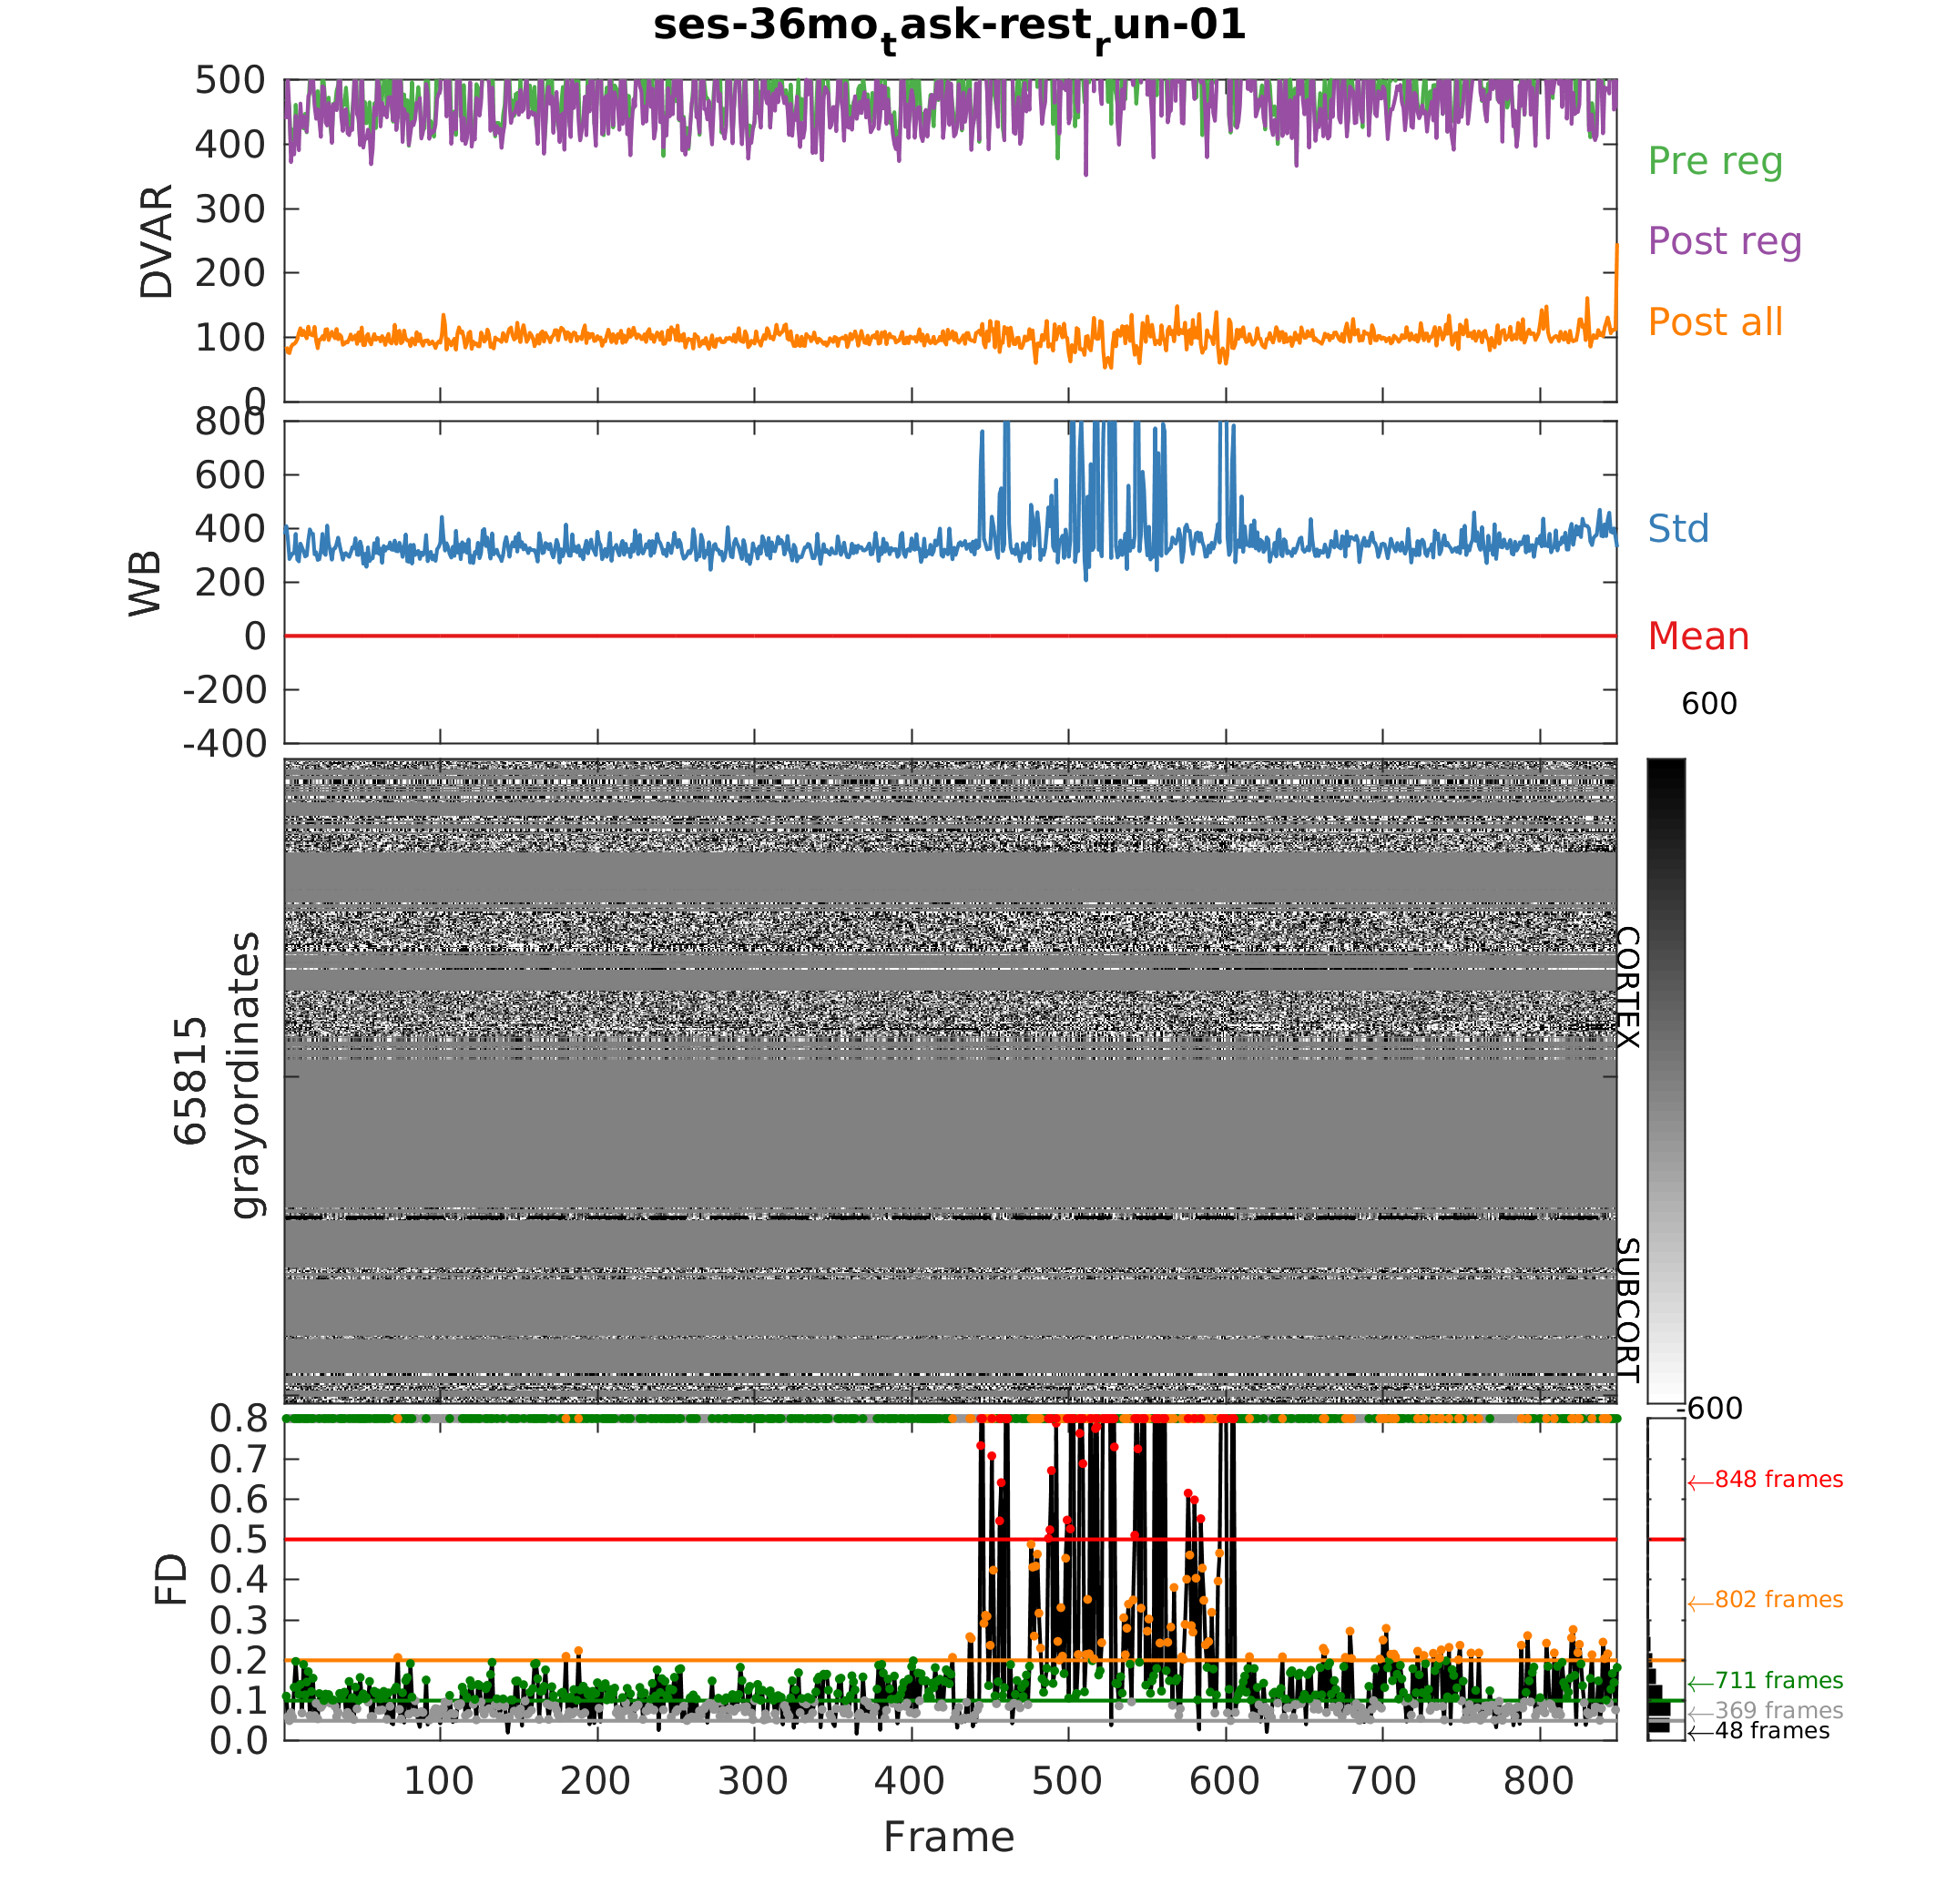 ses-36mo_task-rest_run-01
500
400
300
200
100
0
DVAR
Pre reg
Post reg
Post all
800
600
400
200
0
-200
-400
WB
Std
Mean
600
65815
grayordinates
CORTEX
SUBCORT
-600
0.8
0.7
0.6
0.5
0.4
0.3
0.2
0.1
0.0
FD
←848 frames
←802 frames
←711 frames
←369 frames
←48 frames
100 200 300 400 500 600 700 800
Frame